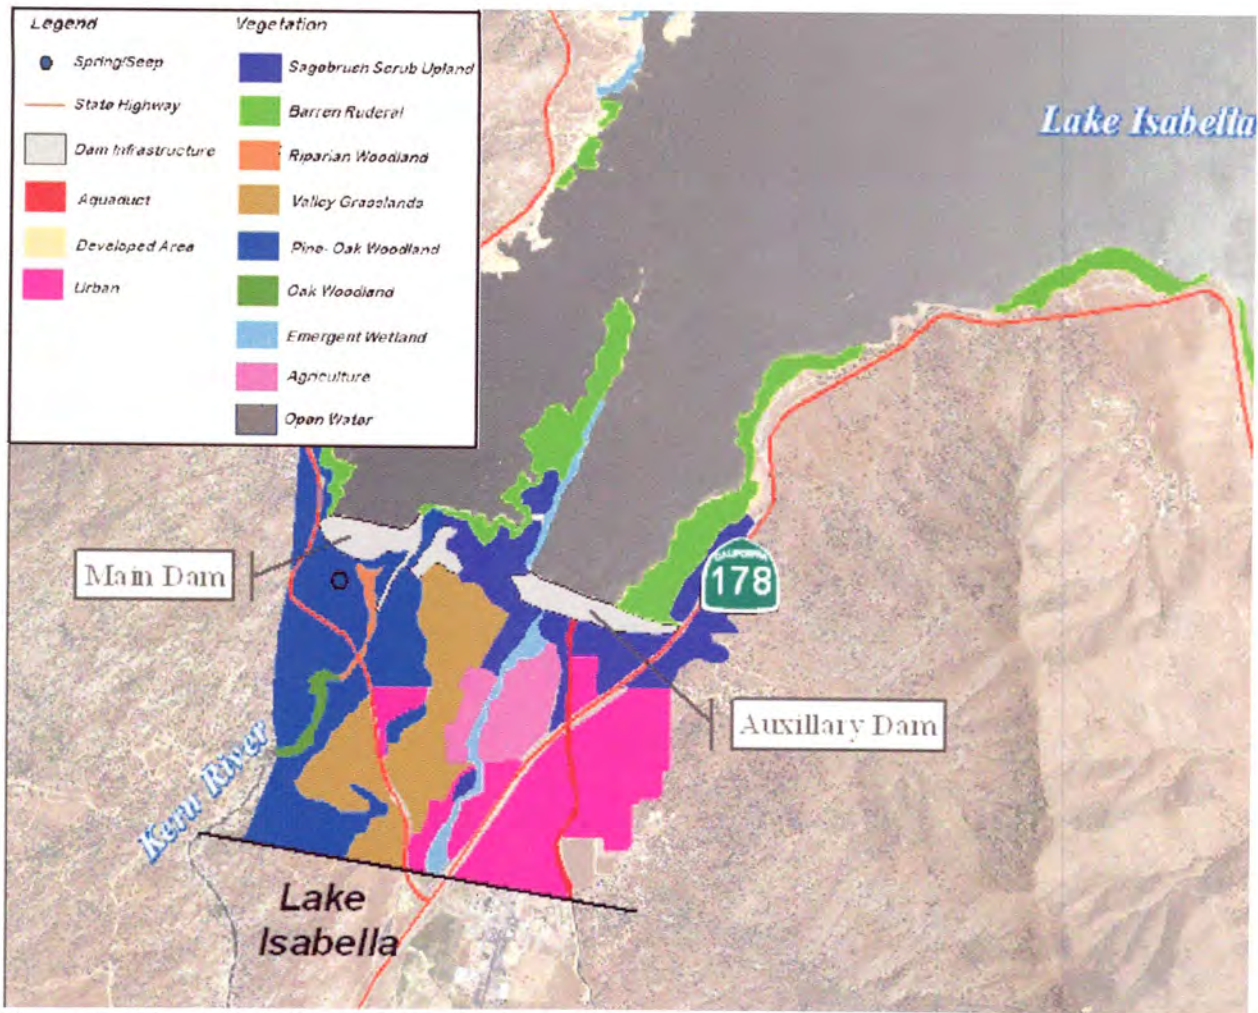 Legend
Spring/Seep
State Highway
Dam Infrastructure
Aquaduct
Developed Area
Urban
Vegetation
Sagebrush Scrub Upland
Barren Ruderal
Riparian Woodland
Valley Grasslands
Pine- Oak Woodland
Oak Woodland
Emergent Wetland
Agriculture
Open Water
Lake Isabella
CALIFORNIA
178
Main Dam
Auxillary Dam
Kern River
Lake
Isabella